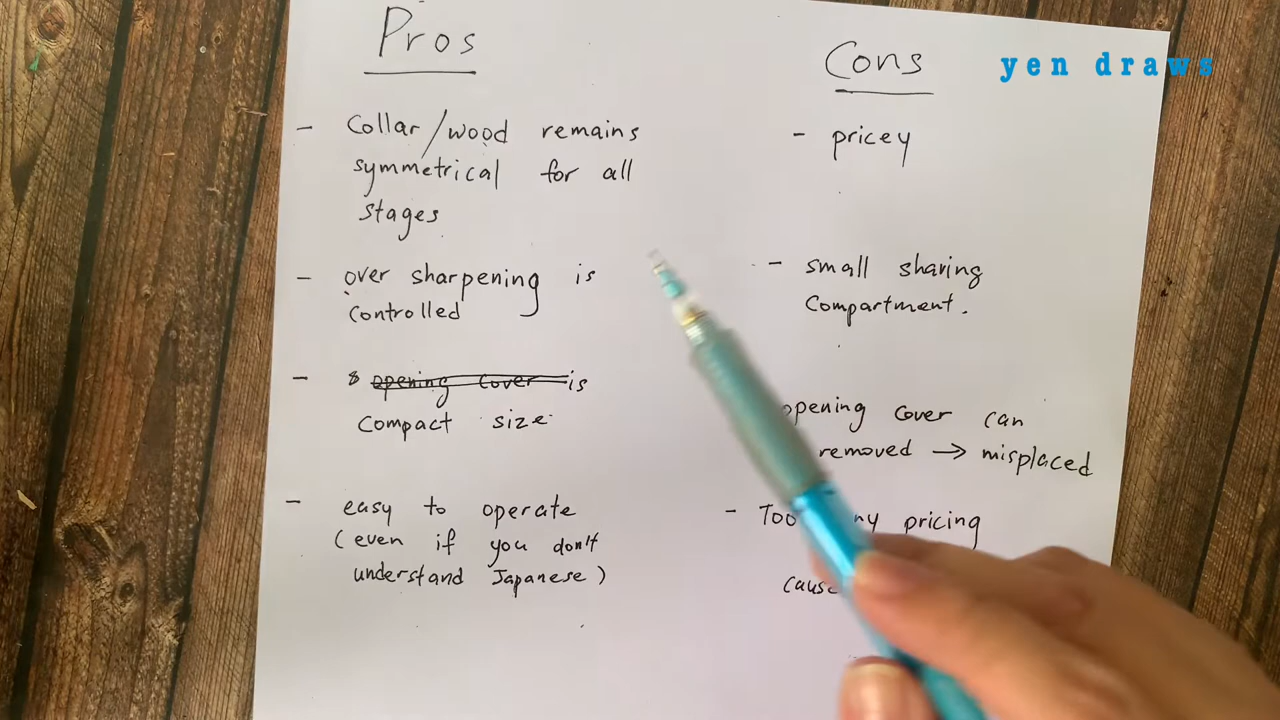 Pros
- Collar/wood remains
symmetrical for all
stages.
- over sharpening is
controlled
- 8 opening cover is
compact size
- easy to operate
(even if you don't
understand Japanese)
Cons
yen draws
- pricey
- small shaving
compartment.
opening cover can
removed → misplaced
- Too pricing